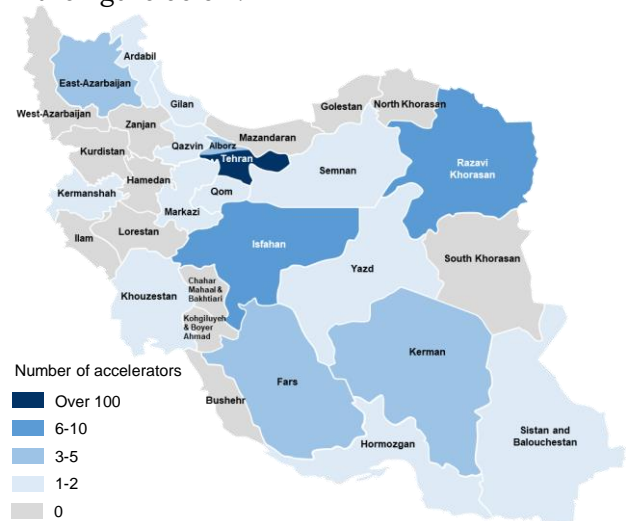 Ardabil
East-Azarbaijan
Gilan
West-Azarbaijan
Zanjan
Golestan
North Khorasan
Mazandaran
Qazvin
Alborz
Kurdistan
Tehran
Semnan
Razavi
Khorasan
Hamedan
Kermanshah
Qom
Markazi
Lorestan
Ilam
Isfahan
South Khorasan
Yazd
Chahar
Mahaal &
Bakhtiari
Khouzestan
Kohgiluyeh
& Boyer
Ahmad
Kerman
Fars
Bushehr
Sistan and
Balouchestan
Hormozgan
Number of accelerators
Over 100
6-10
3-5
1-2
0